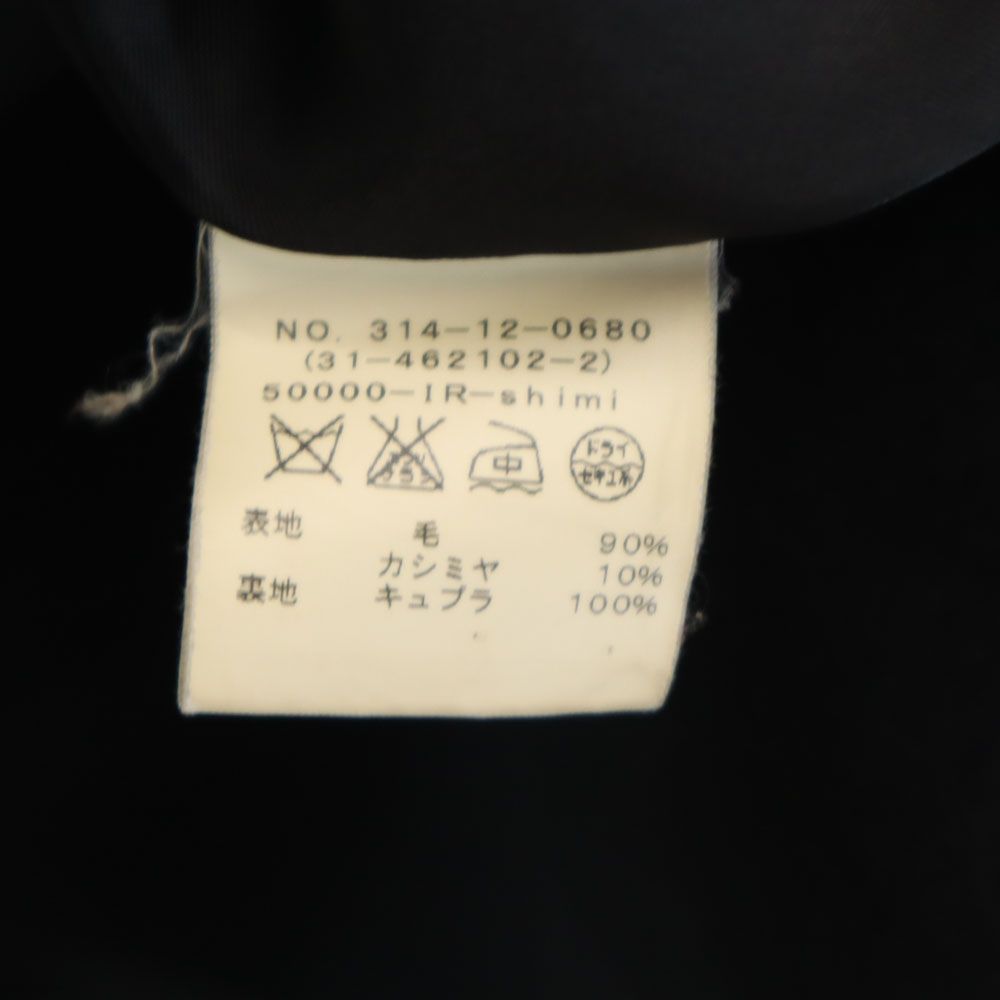 NO. 314-12-0680
(31-462102-2)
50000-IR-shimi
中
ドライ
セキユ系
表地 毛 90%
カシミヤ 10%
裏地 キュプラ 100%